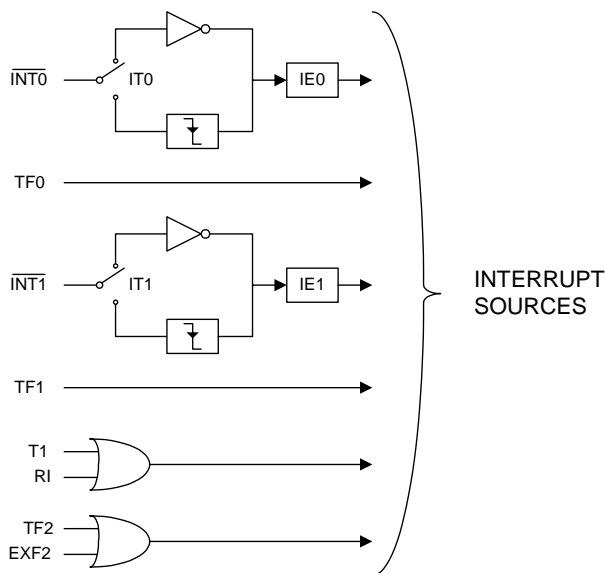 INT0
IT0
IE0
TF0
INT1
IT1
IE1
INTERRUPT
SOURCES
TF1
T1
RI
TF2
EXF2